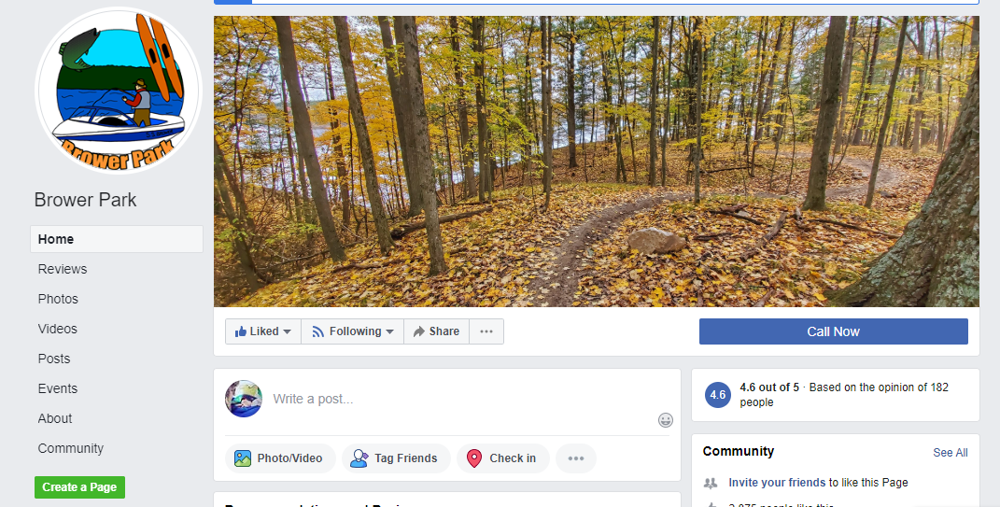 Brower Park
Brower Park
Home
Reviews
Photos
Videos
Posts
Events
About
Community
Create a Page
Liked
Following
Share
Call Now
Write a post...
Photo/Video
Tag Friends
Check in
4.6
4.6 out of 5 · Based on the opinion of 182
people
Community
See All
Invite your friends to like this Page